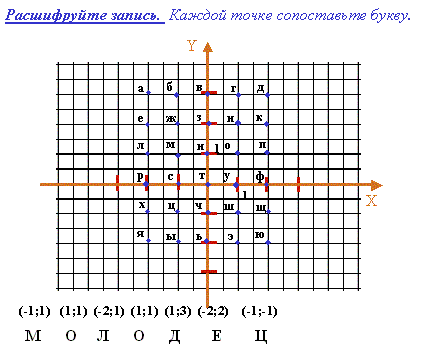 Расшифруйте запись. Каждой точке сопоставьте букву.
Y
а б в г д
е ж з и к
л м н 1 о п
р с т у ф
1
X
х ц ч ш щ
я ы ь э ю
(-1;1) (1;1) (-2;1) (1;1) (1;3) (-2;2) (-1;-1)
М О Л О Д Е Ц